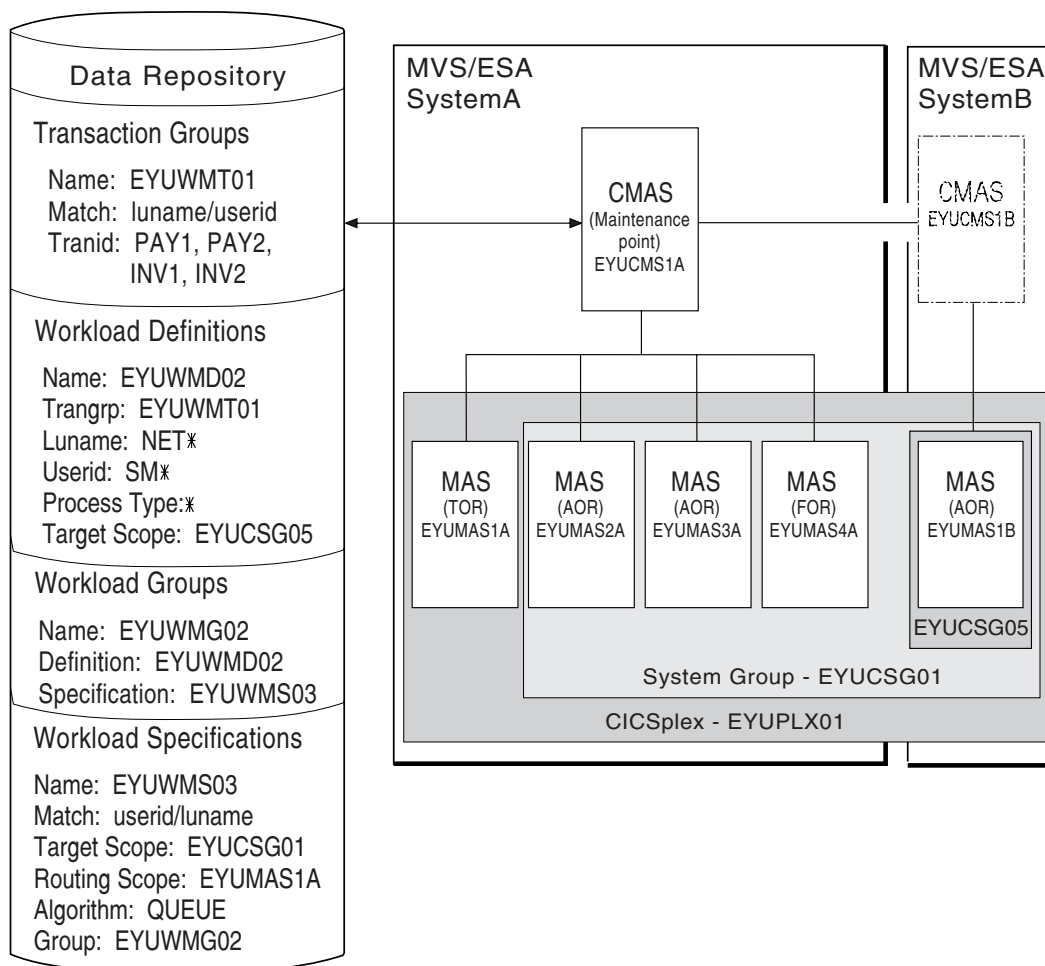 Data Repository
Transaction Groups
Name: EYUWMT01
Match: luname/userid
Tranid: PAY1, PAY2,
INV1, INV2
Workload Definitions
Name: EYUWMD02
Trangrp: EYUWMT01
Luname: NET*
Userid: SM*
Process Type:*
Target Scope: EYUCSG05
Workload Groups
Name: EYUWMG02
Definition: EYUWMD02
Specification: EYUWMS03
Workload Specifications
Name: EYUWMS03
Match: userid/luname
Target Scope: EYUCSG01
Routing Scope: EYUMAS1A
Algorithm: QUEUE
Group: EYUWMG02
MVS/ESA
SystemA
CMAS
(Maintenance
point)
EYUCMS1A
MAS
(TOR)
EYUMAS1A
MAS
(AOR)
EYUMAS2A
MAS
(AOR)
EYUMAS3A
MAS
(FOR)
EYUMAS4A
System Group - EYUCSG01
CICSplex - EYUPLX01
MVS/ESA
SystemB
CMAS
EYUCMS1B
MAS
(AOR)
EYUMAS1B
EYUCSG05